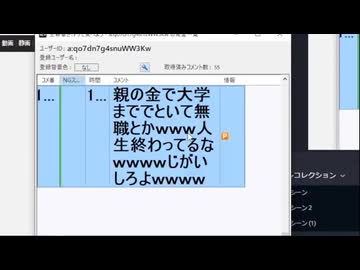 動画 静画
ユーザーID: a:qo7dn7g4snuWW3Kw
登録ユーザー名:
登録背景色: なし
取得済みコメント数: 55
コメ番 NGス... 時間 コメント 情報
1... 1... 親の金で大学
まででといて無
職とかwww人
生終わってるな
wwwwじがい
しろよwwww
P
コレクション
シーン
シーン 2
シーン (1)